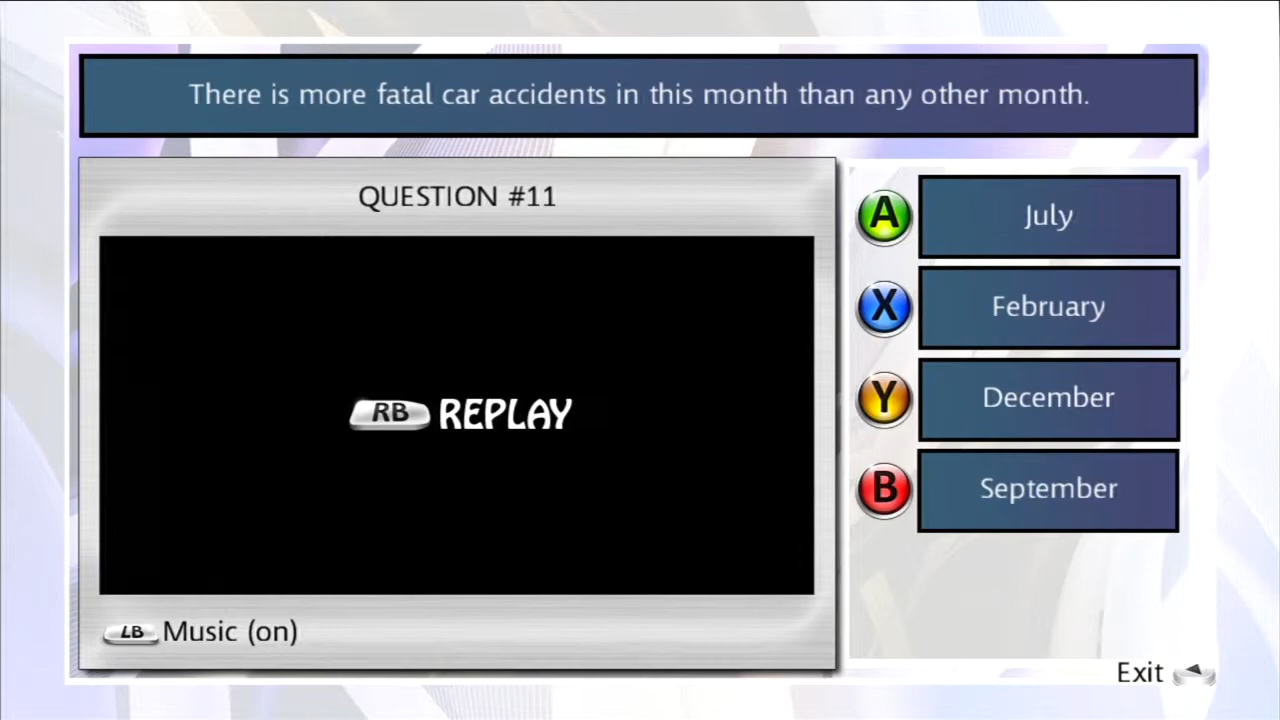 There is more fatal car accidents in this month than any other month.
QUESTION #11
RB REPLAY
LB Music (on)
A July
X February
Y December
B September
Exit